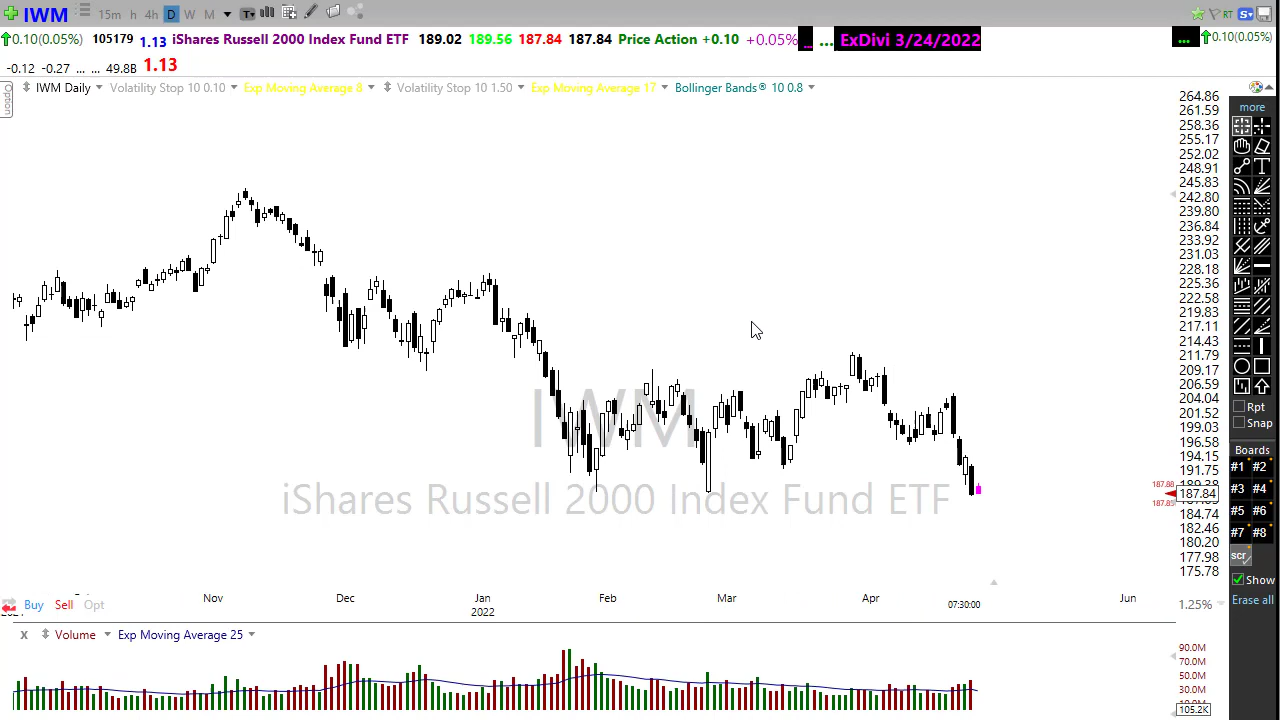 IWM 15m h 4h D W M T RT S
0.10(0.05%) 105179 1.13 iShares Russell 2000 Index Fund ETF 189.02 189.56 187.84 187.84 Price Action +0.10 +0.05% ... ... ExDivi 3/24/2022 ... 0.10(0.05%)
-0.12 -0.27 ... ... 49.8B 1.13
Option
IWM Daily Volatility Stop 10 0.10 Exp Moving Average 8 Volatility Stop 10 1.50 Exp Moving Average 17 Bollinger Bands® 10 0.8
264.86
261.59
258.36
255.17
252.02
248.91
245.83
242.80
239.80
236.84
233.92
231.03
228.18
225.36
222.58
219.83
217.11
214.43
211.79
209.17
206.59
204.04
201.52
199.03
196.58
194.15
191.75
187.88
187.84
187.85
184.74
182.46
180.20
177.98
175.78
IWM
iShares Russell 2000 Index Fund ETF
more
T
Rpt
Snap
Boards
#1 #2
#3 #4
#5 #6
#7 #8
scr
Show
Erase all
Nov Dec Jan Feb Mar Apr Jun
2022 07:30:00
Buy Sell Opt 1.25%
X Volume Exp Moving Average 25
90.0M
70.0M
50.0M
30.0M
105.2K